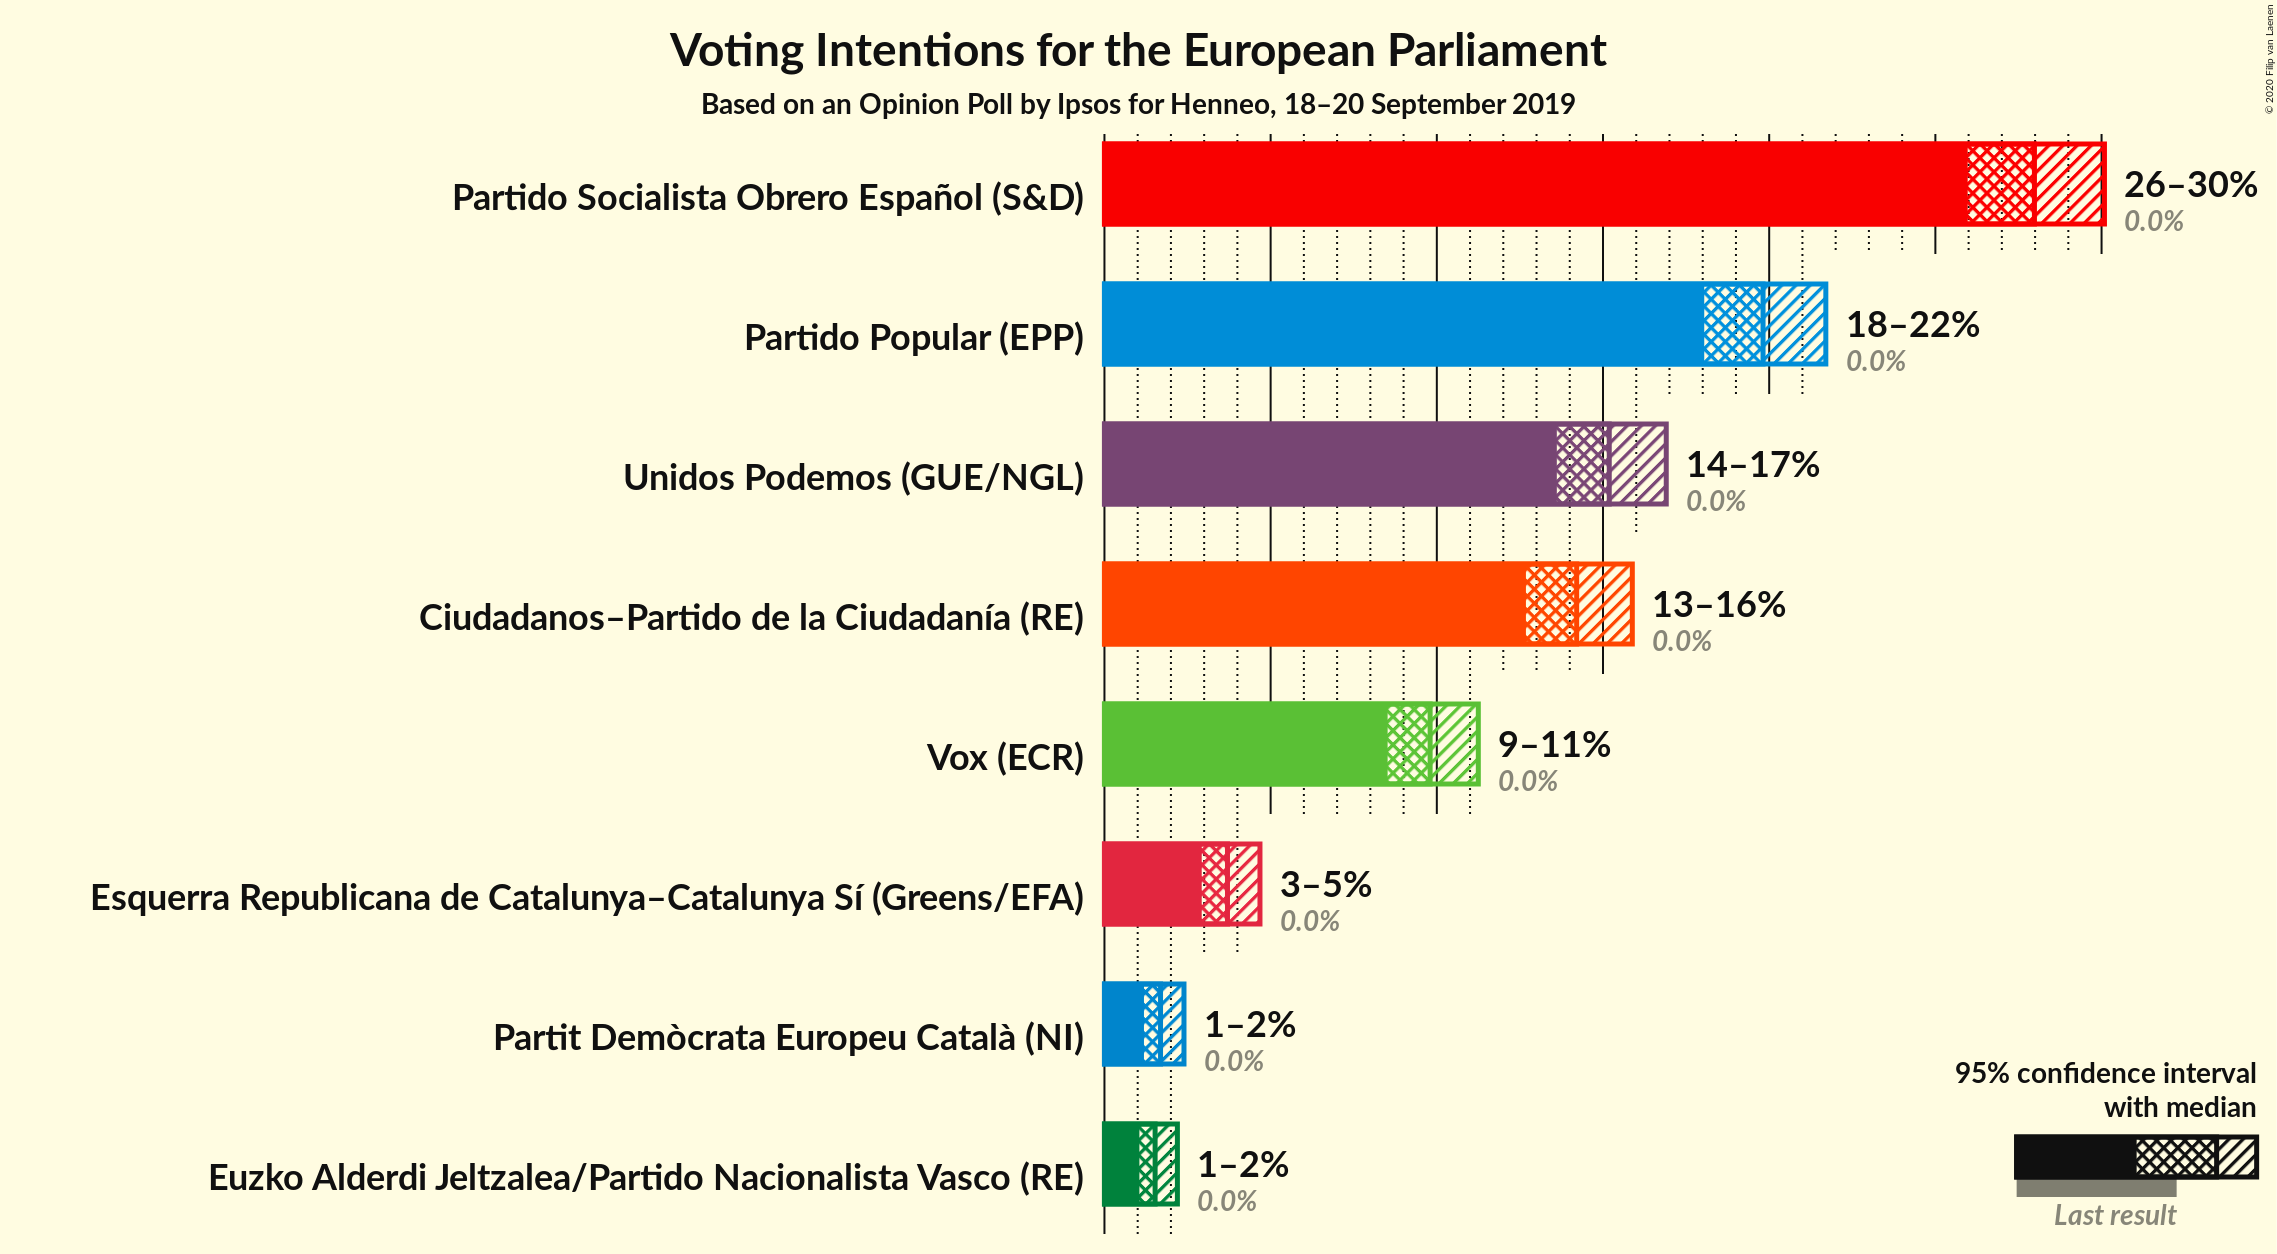 Voting Intentions for the European Parliament
Based on an Opinion Poll by Ipsos for Henneo, 18–20 September 2019
© 2020 Filip van Laenen
Partido Socialista Obrero Español (S&D)
26–30%
0.0%
Partido Popular (EPP)
18–22%
0.0%
Unidos Podemos (GUE/NGL)
14–17%
0.0%
Ciudadanos–Partido de la Ciudadanía (RE)
13–16%
0.0%
Vox (ECR)
9–11%
0.0%
Esquerra Republicana de Catalunya–Catalunya Sí (Greens/EFA)
3–5%
0.0%
Partit Demòcrata Europeu Català (NI)
1–2%
0.0%
Euzko Alderdi Jeltzalea/Partido Nacionalista Vasco (RE)
1–2%
0.0%
95% confidence interval
with median
Last result